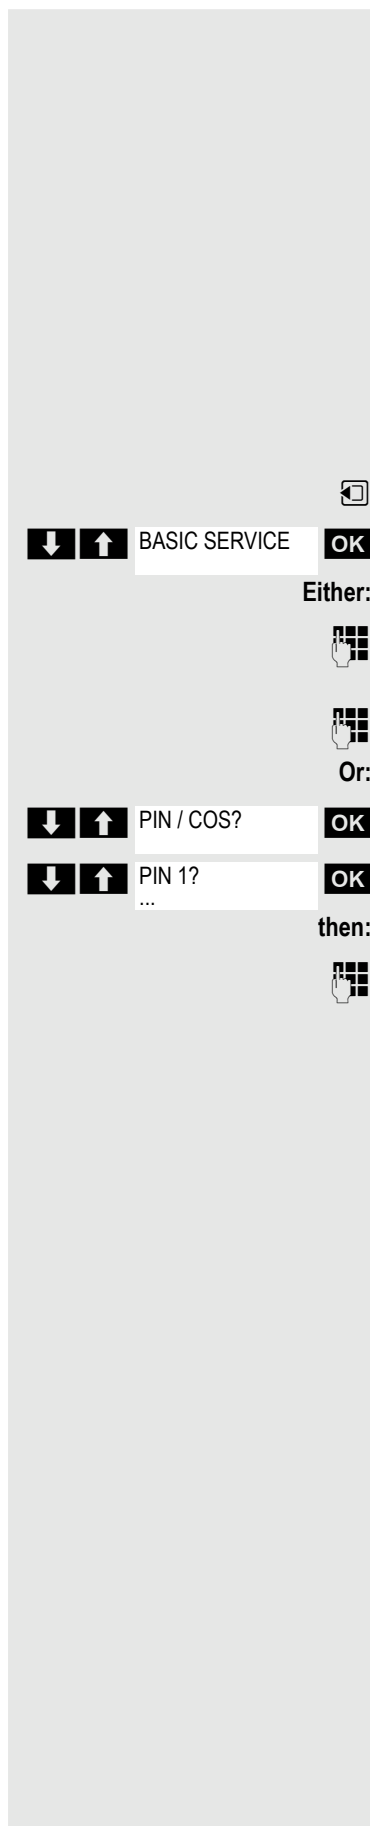 BASIC SERVICE OK
Either:
Or:
PIN / COS? OK
PIN 1? OK
...
then: